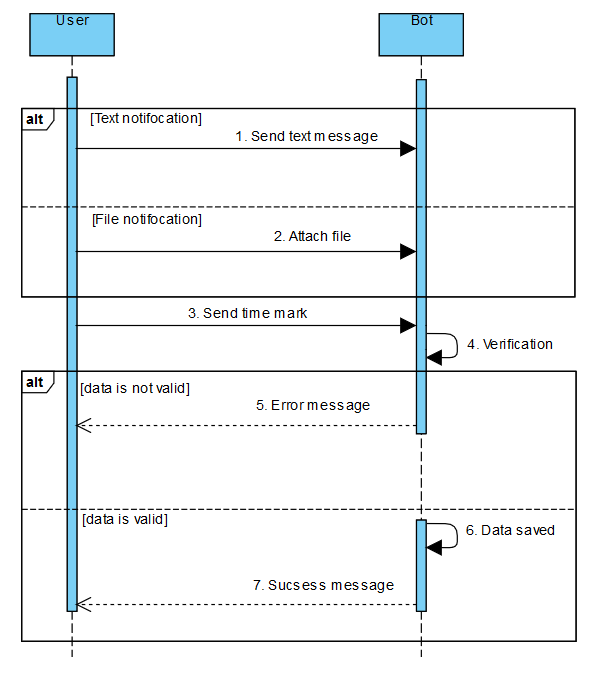 User
Bot
alt
[Text notifocation]
1. Send text message
[File notifocation]
2. Attach file
3. Send time mark
4. Verification
alt
[data is not valid]
5. Error message
[data is valid]
6. Data saved
7. Sucsess message